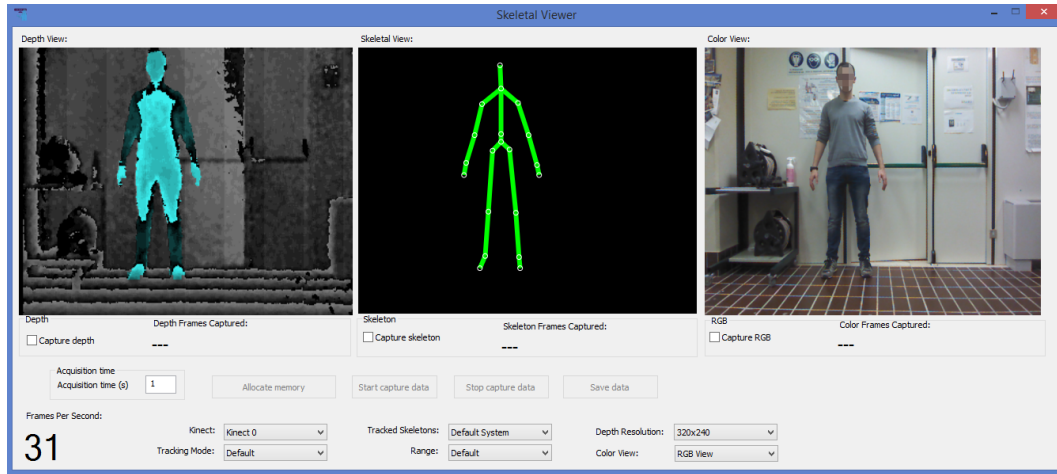 Skeletal Viewer
Depth View:
Skeletal View:
Color View:
Depth
Depth Frames Captured:
Capture depth
---
Skeleton
Skeleton Frames Captured:
Capture skeleton
---
RGB
Color Frames Captured:
Capture RGB
---
Acquisition time
Acquisition time (s)
1
Allocate memory
Start capture data
Stop capture data
Save data
Frames Per Second:
31
Kinect:
Kinect 0
Tracked Skeletons:
Default System
Depth Resolution:
320x240
Tracking Mode:
Default
Range:
Default
Color View:
RGB View